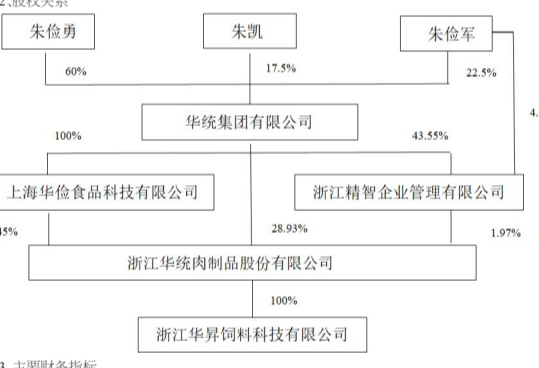 2、股权关系
朱俭勇
朱凯
朱俭军
60%
17.5%
22.5%
4.
华统集团有限公司
100%
43.55%
上海华俭食品科技有限公司
浙江精智企业管理有限公司
45%
28.93%
1.97%
浙江华统肉制品股份有限公司
100%
浙江华昇饲料科技有限公司
3、主要财务指标